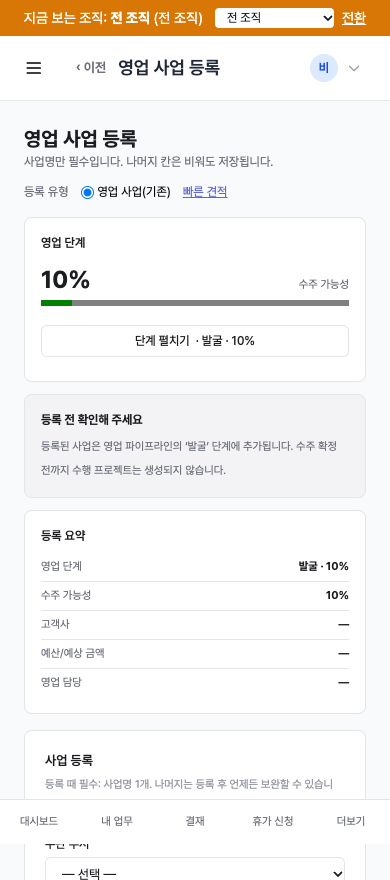 지금 보는 조직: 전 조직 (전 조직) 전 조직 전환
‹ 이전 영업 사업 등록 비
영업 사업 등록
사업명만 필수입니다. 나머지 칸은 비워도 저장됩니다.
등록 유형 영업 사업(기존) 빠른 견적
영업 단계
10% 수주 가능성
단계 펼치기 · 발굴 · 10%
등록 전 확인해 주세요
등록된 사업은 영업 파이프라인의 ‘발굴’ 단계에 추가됩니다. 수주 확정
전까지 수행 프로젝트는 생성되지 않습니다.
등록 요약
영업 단계 발굴 · 10%
수주 가능성 10%
고객사 —
예산/예상 금액 —
영업 담당 —
사업 등록
등록 때 필수: 사업명 1개. 나머지는 등록 후 언제든 보완할 수 있습니
대시보드 내 업무 결재 휴가 신청 더보기
— 선택 —